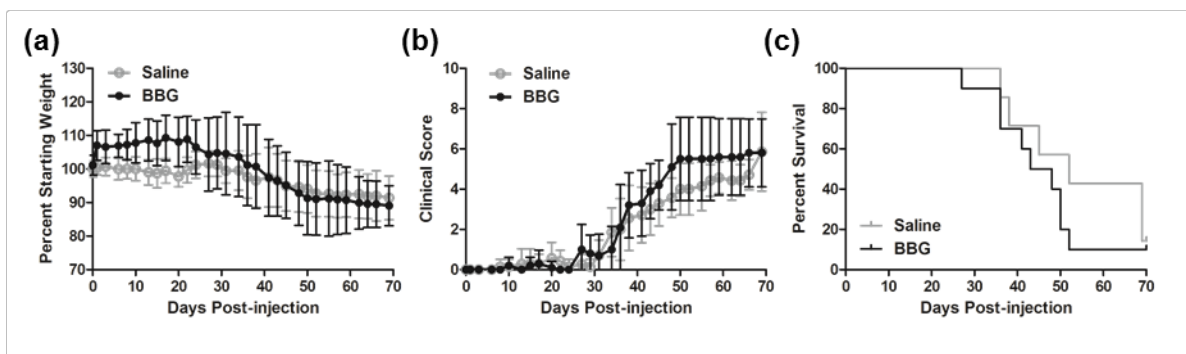 (a)
Saline
BBG
Percent Starting Weight
130
120
110
100
90
80
70
0 10 20 30 40 50 60 70
Days Post-injection
(b)
Saline
BBG
Clinical Score
10
8
6
4
2
0
0 10 20 30 40 50 60 70
Days Post-injection
(c)
Percent Survival
100
80
60
40
20
0
Saline
BBG
0 10 20 30 40 50 60 70
Days Post-injection